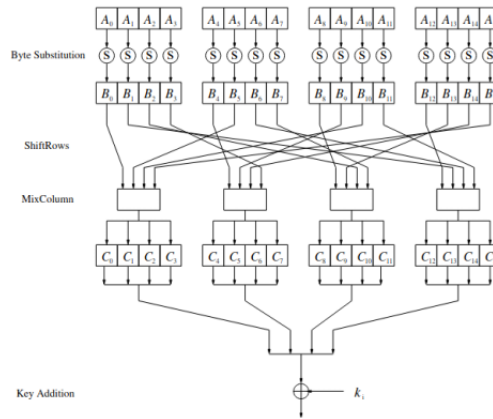 A₀ A₁ A₂ A₃ A₄ A₅ A₆ A₇ A₈ A₉ A₁₀ A₁₁ A₁₂ A₁₃ A₁₄ A
Byte Substitution S S S S S S S S S S S S S S S S
B₀ B₁ B₂ B₃ B₄ B₅ B₆ B₇ B₈ B₉ B₁₀ B₁₁ B₁₂ B₁₃ B₁₄ B
ShiftRows
MixColumn
C₀ C₁ C₂ C₃ C₄ C₅ C₆ C₇ C₈ C₉ C₁₀ C₁₁ C₁₂ C₁₃ C₁₄ C
Key Addition kᵢ